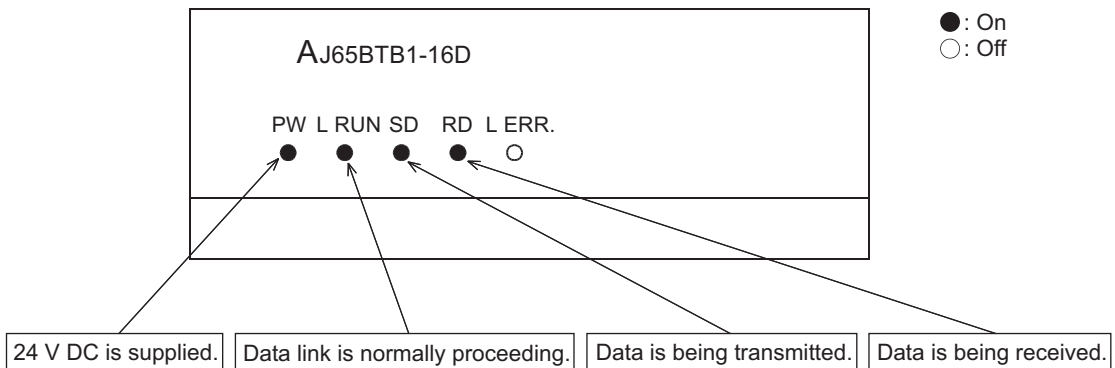 AJ65BTB1-16D
●: On
○: Off
PW L RUN SD RD L ERR.
24 V DC is supplied.
Data link is normally proceeding.
Data is being transmitted.
Data is being received.